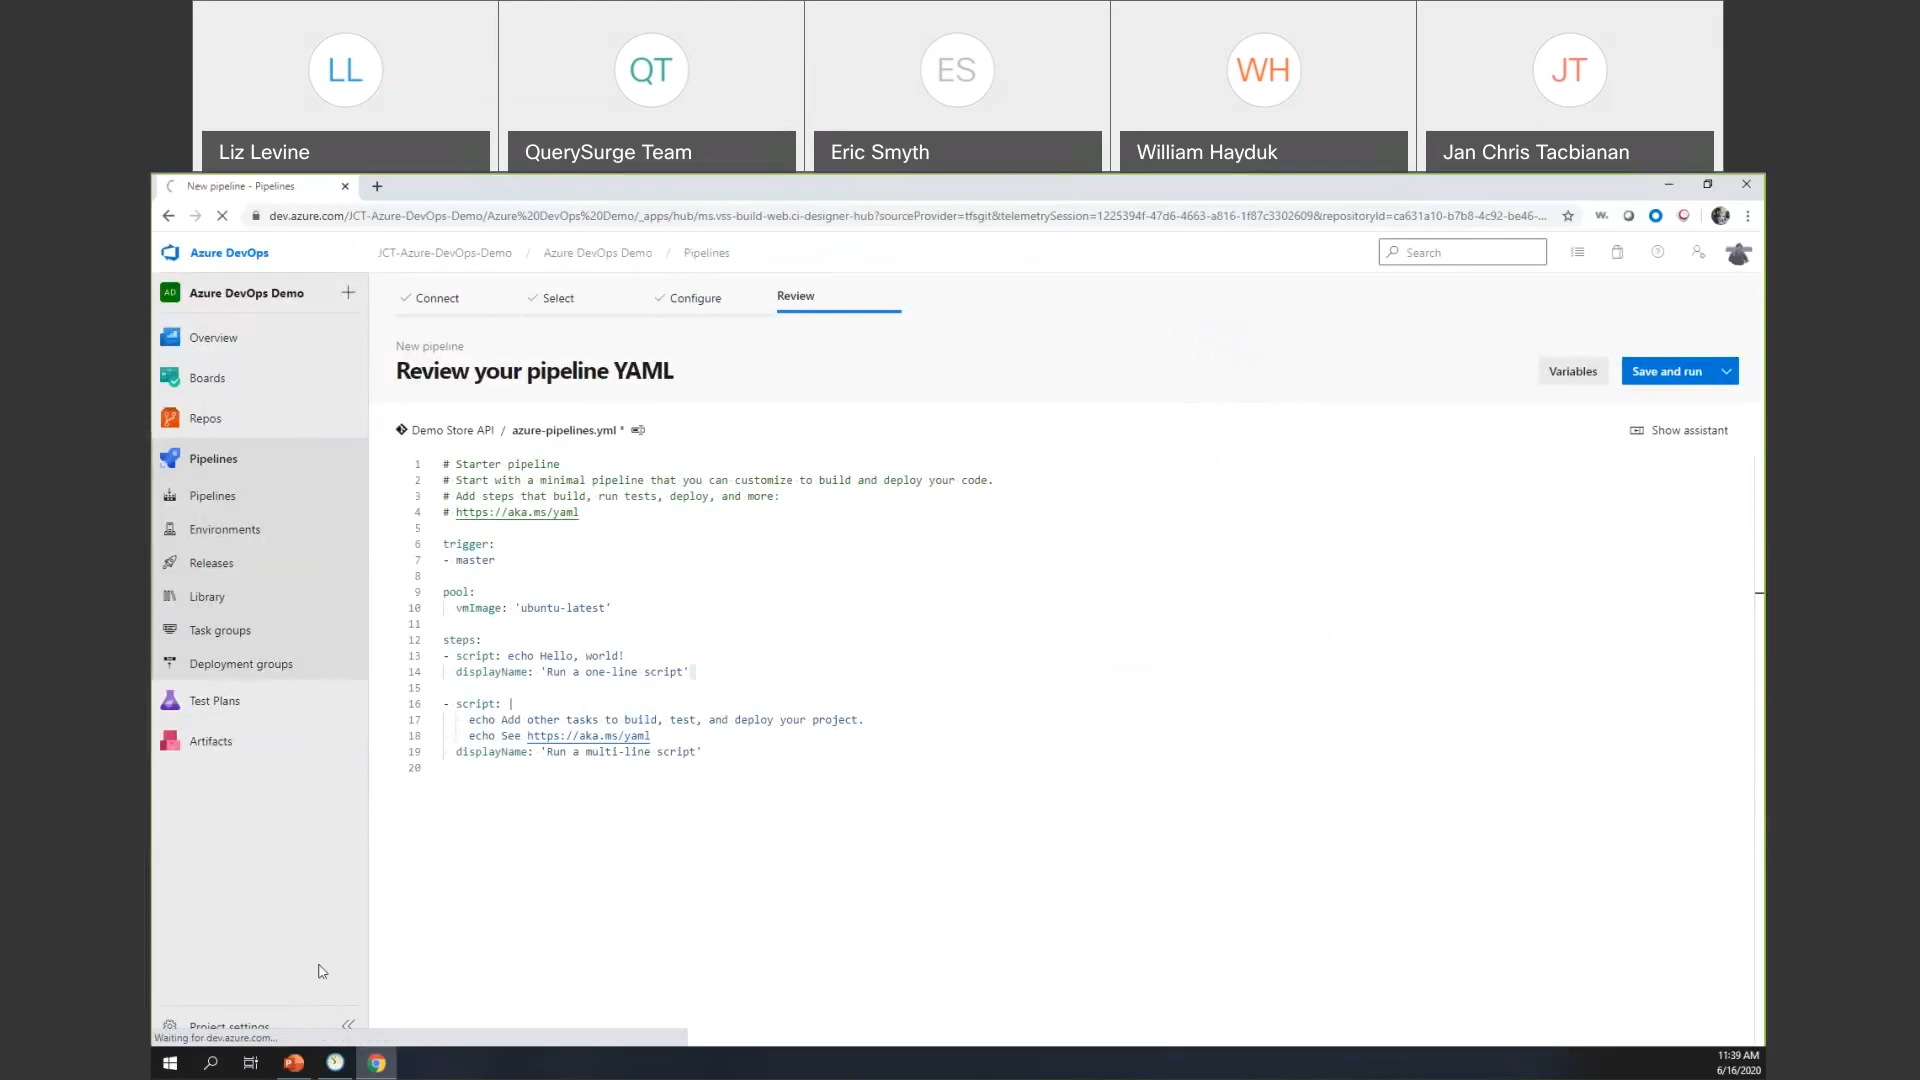 LL
QT
ES
WH
JT
Liz Levine
QuerySurge Team
Eric Smyth
William Hayduk
Jan Chris Tacbianan
New pipeline - Pipelines
dev.azure.com/JCT-Azure-DevOps-Demo/Azure%20DevOps%20Demo/_apps/hub/ms.vss-build-web.ci-designer-hub?sourceProvider=tfsgit&telemetrySession=1225394f-47d6-4663-a816-1f87c3302609&repositoryId=ca631a10-b7b8-4c92-be46-...
Azure DevOps
JCT-Azure-DevOps-Demo / Azure DevOps Demo / Pipelines
Search
AD
Azure DevOps Demo
Overview
Boards
Repos
Pipelines
Pipelines
Environments
Releases
Library
Task groups
Deployment groups
Test Plans
Artifacts
Project settings
Waiting for dev.azure.com...
Connect
Select
Configure
Review
New pipeline
Review your pipeline YAML
Variables
Save and run
Demo Store API / azure-pipelines.yml *
Show assistant
1 # Starter pipeline
2 # Start with a minimal pipeline that you can customize to build and deploy your code.
3 # Add steps that build, run tests, deploy, and more:
4 # https://aka.ms/yaml
5
6 trigger:
7 - master
8
9 pool:
10 vmImage: 'ubuntu-latest'
11
12 steps:
13 - script: echo Hello, world!
14 displayName: 'Run a one-line script'
15
16 - script: |
17 echo Add other tasks to build, test, and deploy your project.
18 echo See https://aka.ms/yaml
19 displayName: 'Run a multi-line script'
20
11:39 AM
6/16/2020